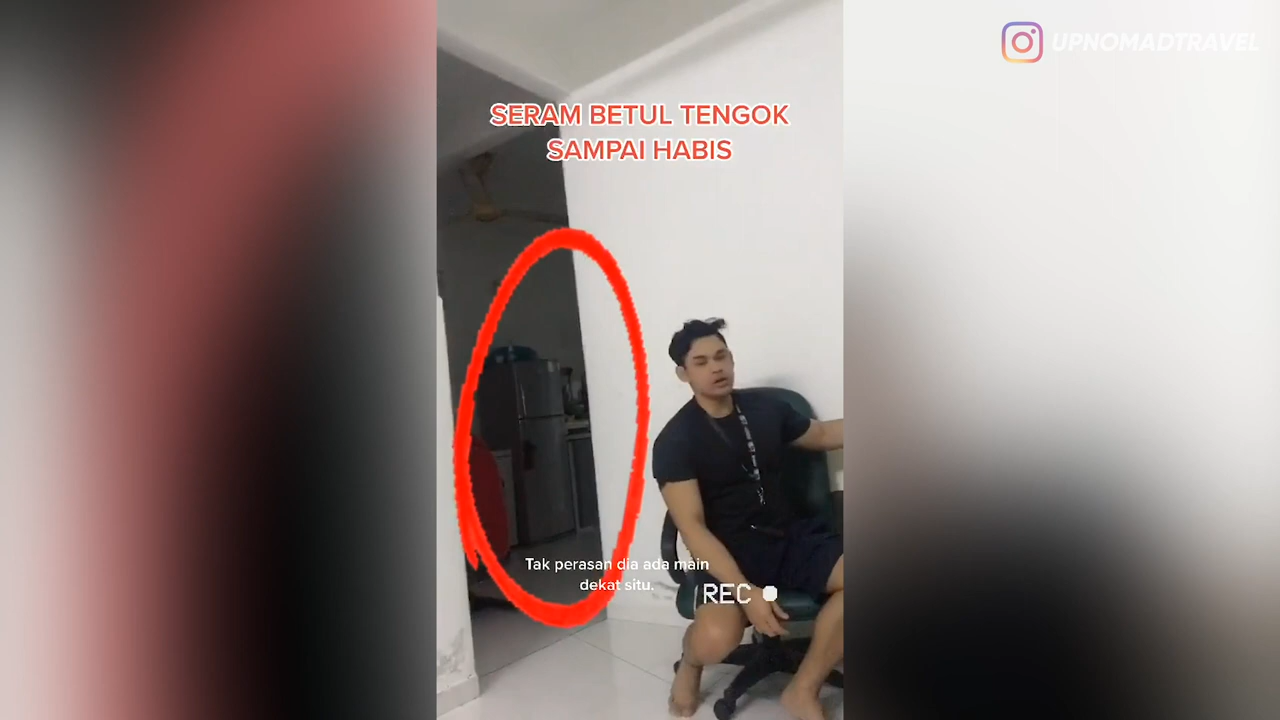 UPNOMADTRAVEL
SERAM BETUL TENGOK
SAMPAI HABIS
Tak perasan dia ada main
dekat situ.
REC